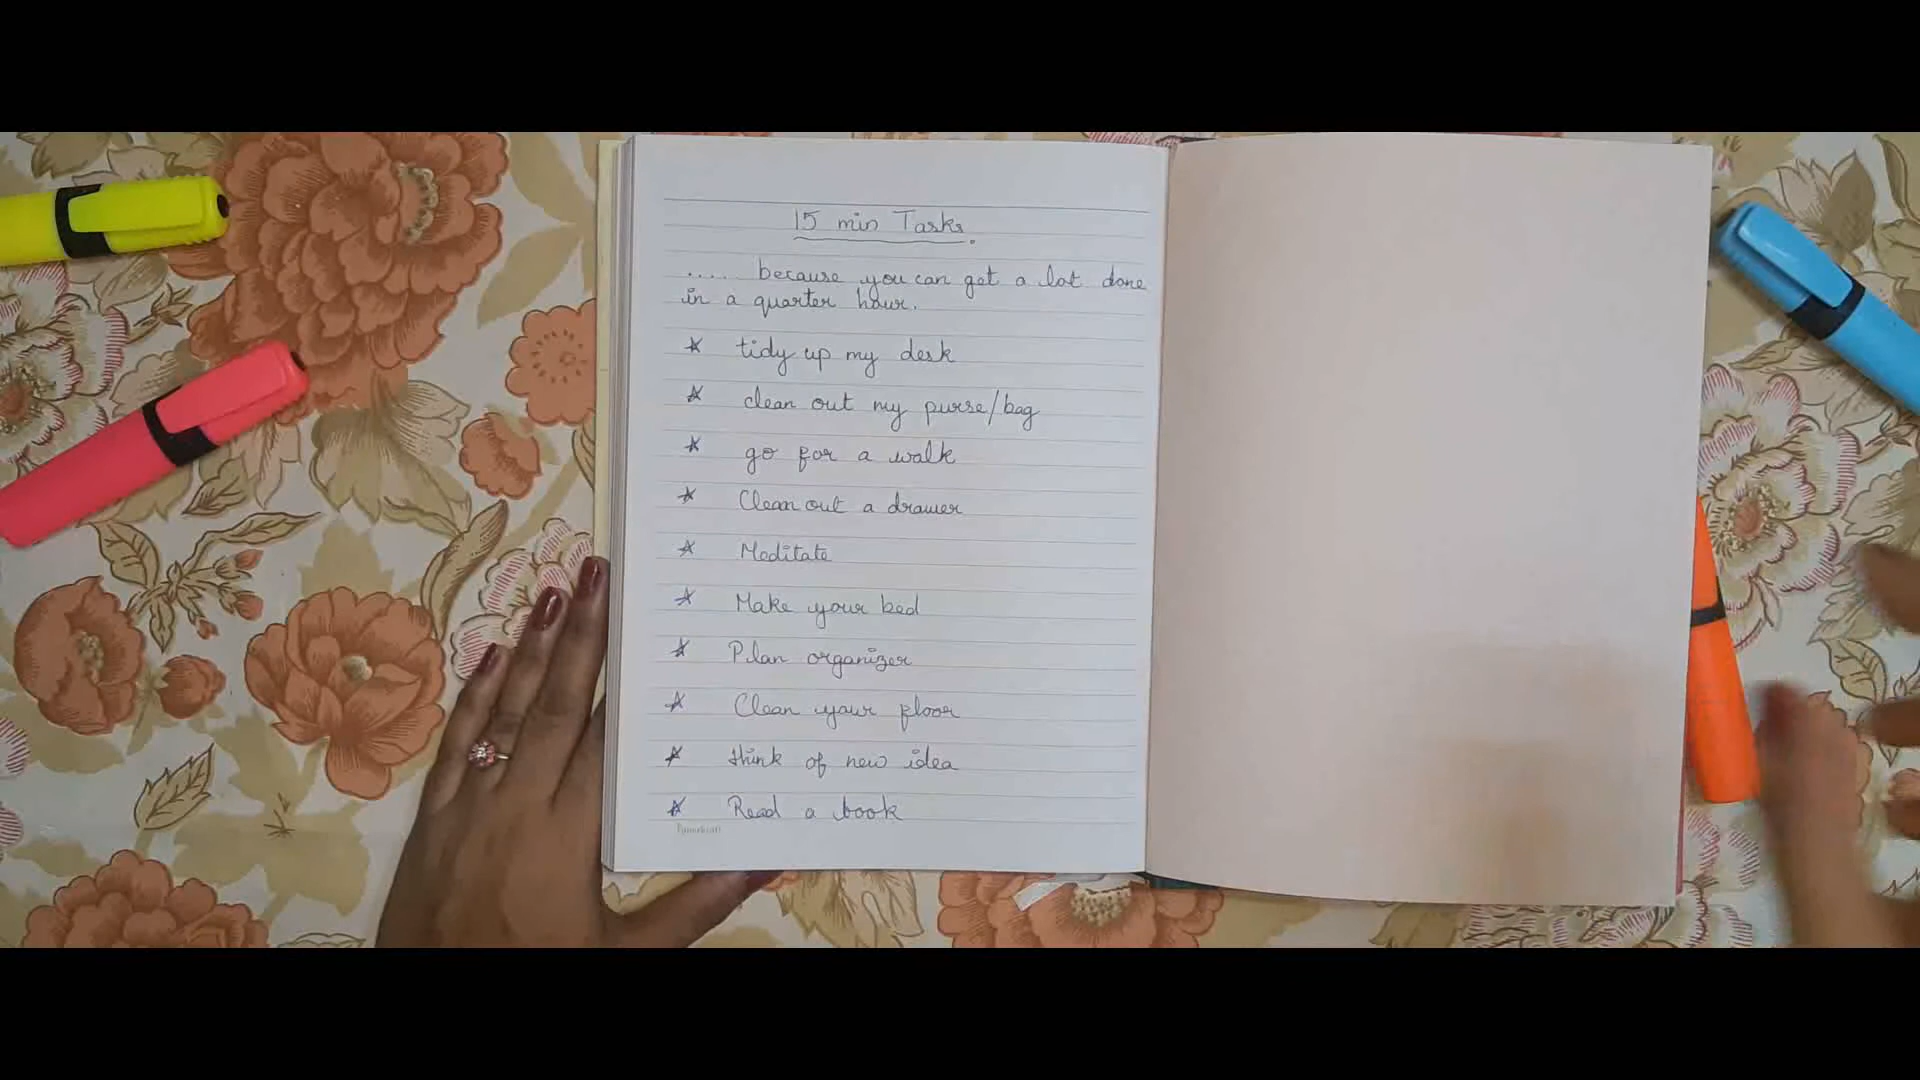 15 min Tasks.
..... because you can get a lot done
in a quarter hour.
☆ tidy up my desk
☆ clean out my purse/bag
☆ go for a walk
☆ Clean out a drawer
☆ Meditate
☆ Make your bed
☆ Plan organizer
☆ Clean your floor
☆ think of new idea
☆ Read a book